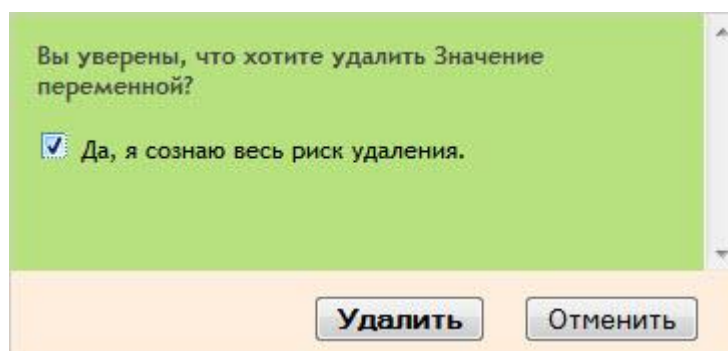 Вы уверены, что хотите удалить Значение
переменной?
Да, я сознаю весь риск удаления.
Удалить Отменить